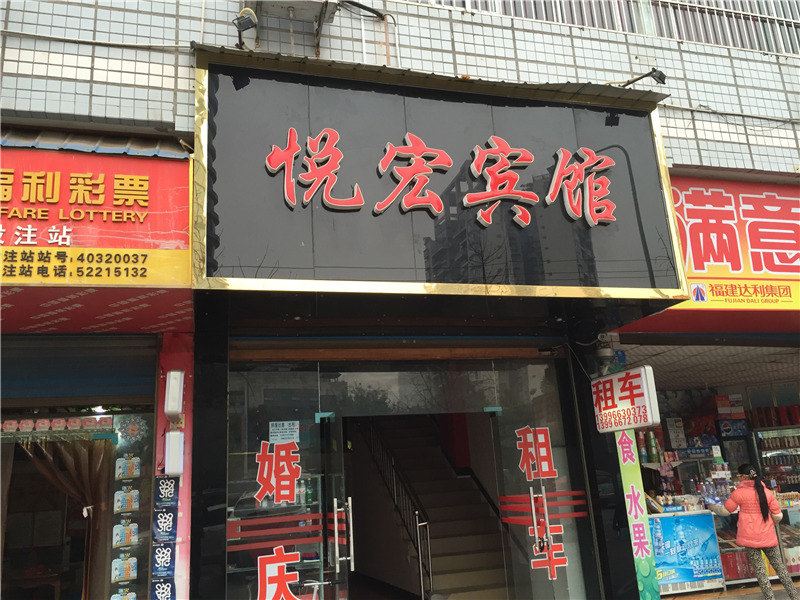 悦宏宾馆
福利彩票
FARE LOTTERY
投注站
注站站号:40320037
注站电话:52215132
满意
福建达利集团
FUJIAN DALI GROUP
租车
13996630373
13996672078
食 水果
婚庆
租车